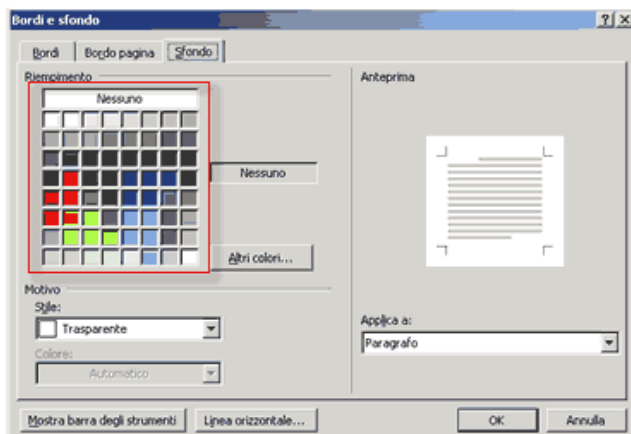 Bordi e sfondo
Bordi
Bordo pagina
Sfondo
Riempimento
Nessuno
Nessuno
Altri colori...
Motivo
Stile:
Trasparente
Colore:
Automatico
Anteprima
Applica a:
Paragrafo
Mostra barra degli strumenti
Linea orizzontale...
OK
Annulla